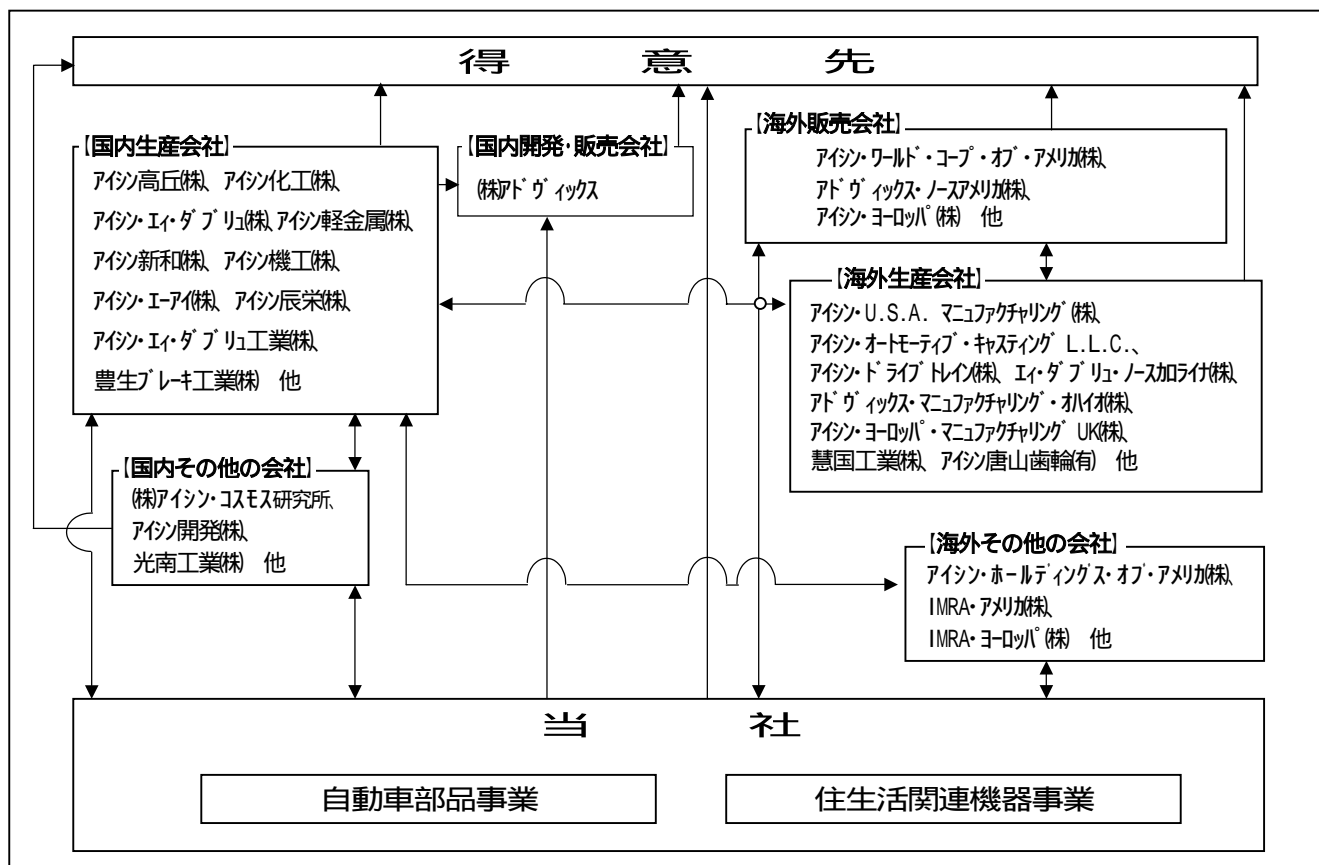 得意先
【国内生産会社】
アイシン高丘(株)、アイシン化工(株)、
アイシン・エィ・ダブリュ(株)、アイシン軽金属(株)、
アイシン新和(株)、アイシン機工(株)、
アイシン・エーアイ(株)、アイシン辰栄(株)、
アイシン・エィ・ダブリュ工業(株)、
豊生ブレーキ工業(株) 他
【国内開発・販売会社】
(株)アドヴィックス
【海外販売会社】
アイシン・ワールド・コープ・オブ・アメリカ(株)、
アドヴィックス・ノースアメリカ(株)、
アイシン・ヨーロッパ(株) 他
【海外生産会社】
アイシン・U.S.A. マニュファクチャリング(株)、
アイシン・オートモーティブ・キャスティング L.L.C.、
アイシン・ドライブトレイン(株)、エィ・ダブリュ・ノースカロライナ(株)、
アドヴィックス・マニュファクチャリング・オハイオ(株)、
アイシン・ヨーロッパ・マニュファクチャリング UK(株)、
慧国工業(株)、アイシン唐山歯輪(有) 他
【国内その他の会社】
(株)アイシン・コスモス研究所、
アイシン開発(株)、
光南工業(株) 他
【海外その他の会社】
アイシン・ホールディングス・オブ・アメリカ(株)、
IMRA・アメリカ(株)、
IMRA・ヨーロッパ(株) 他
当社
自動車部品事業
住生活関連機器事業